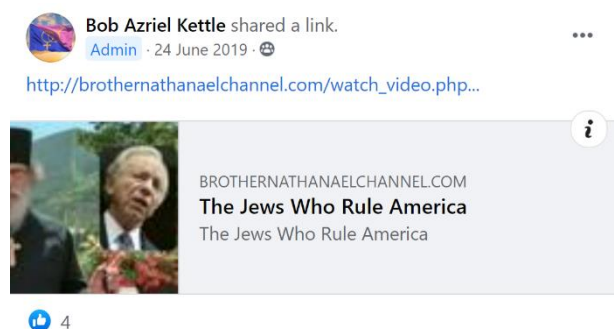 Bob Azriel Kettle shared a link.
Admin · 24 June 2019 ·
http://brothernathanaelchannel.com/watch_video.php...
BROTHERNATHANAELCHANNEL.COM
The Jews Who Rule America
The Jews Who Rule America
4